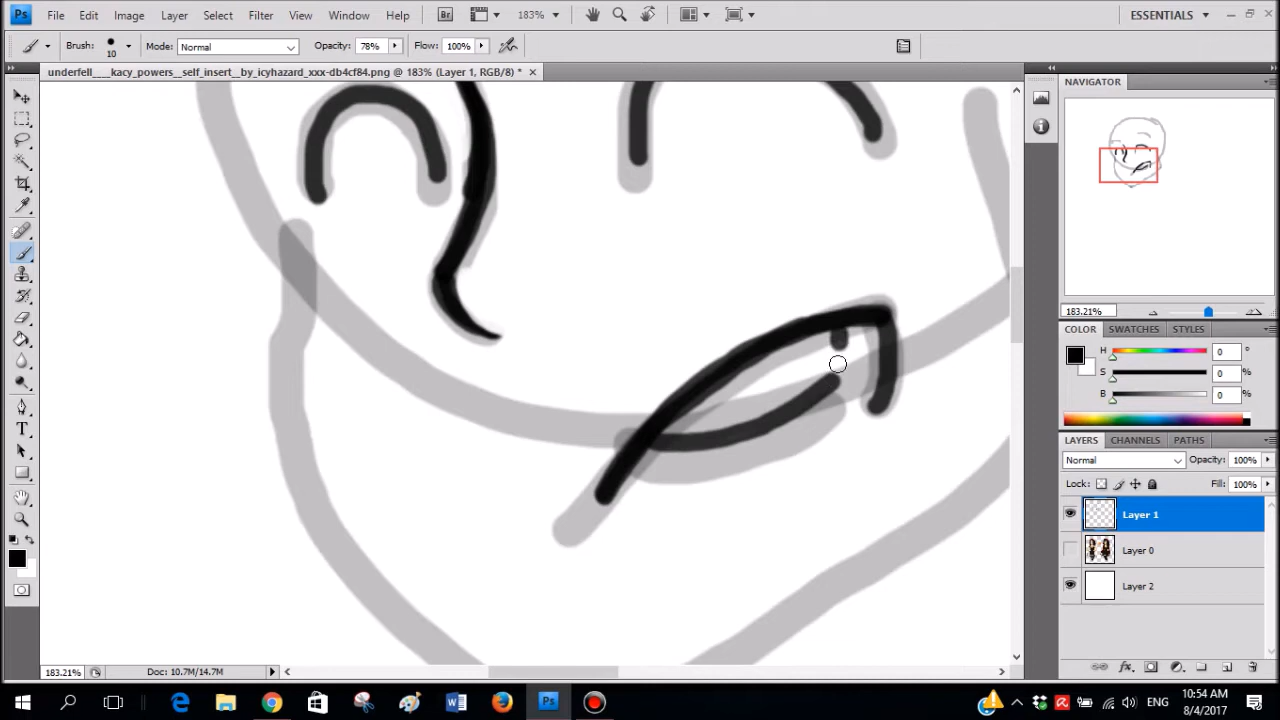 Ps File Edit Image Layer Select Filter View Window Help Br 183% ESSENTIALS
Brush: 10 Mode: Normal Opacity: 78% Flow: 100%
underfell___kacy_powers__self_insert__by_icyhazard_xxx-db4cf84.png @ 183% (Layer 1, RGB/8) *
NAVIGATOR
183.21%
COLOR SWATCHES STYLES
H 0 °
S 0 %
B 0 %
LAYERS CHANNELS PATHS
Normal Opacity: 100%
Lock: Fill: 100%
Layer 1
Layer 0
Layer 2
T
183.21% Doc: 10.7M/14.7M
fx
10:54 AM
ENG
8/4/2017